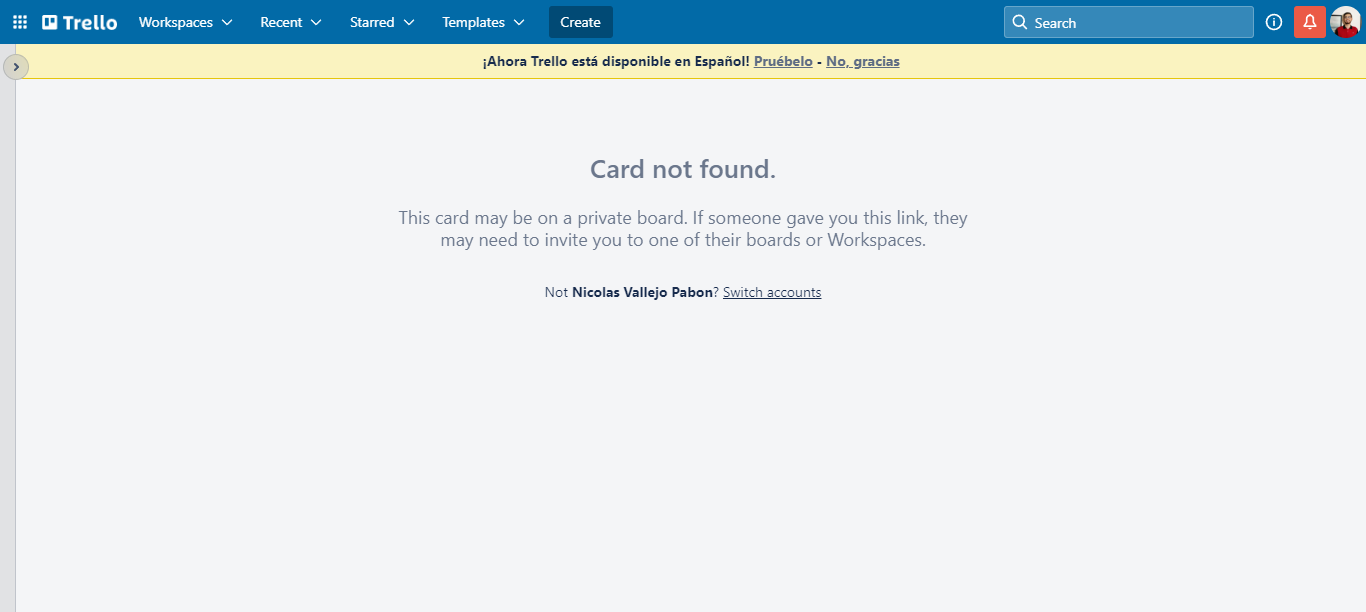 Trello Workspaces Recent Starred Templates Create Search
¡Ahora Trello está disponible en Español! Pruébelo - No, gracias
Card not found.
This card may be on a private board. If someone gave you this link, they
may need to invite you to one of their boards or Workspaces.
Not Nicolas Vallejo Pabon? Switch accounts